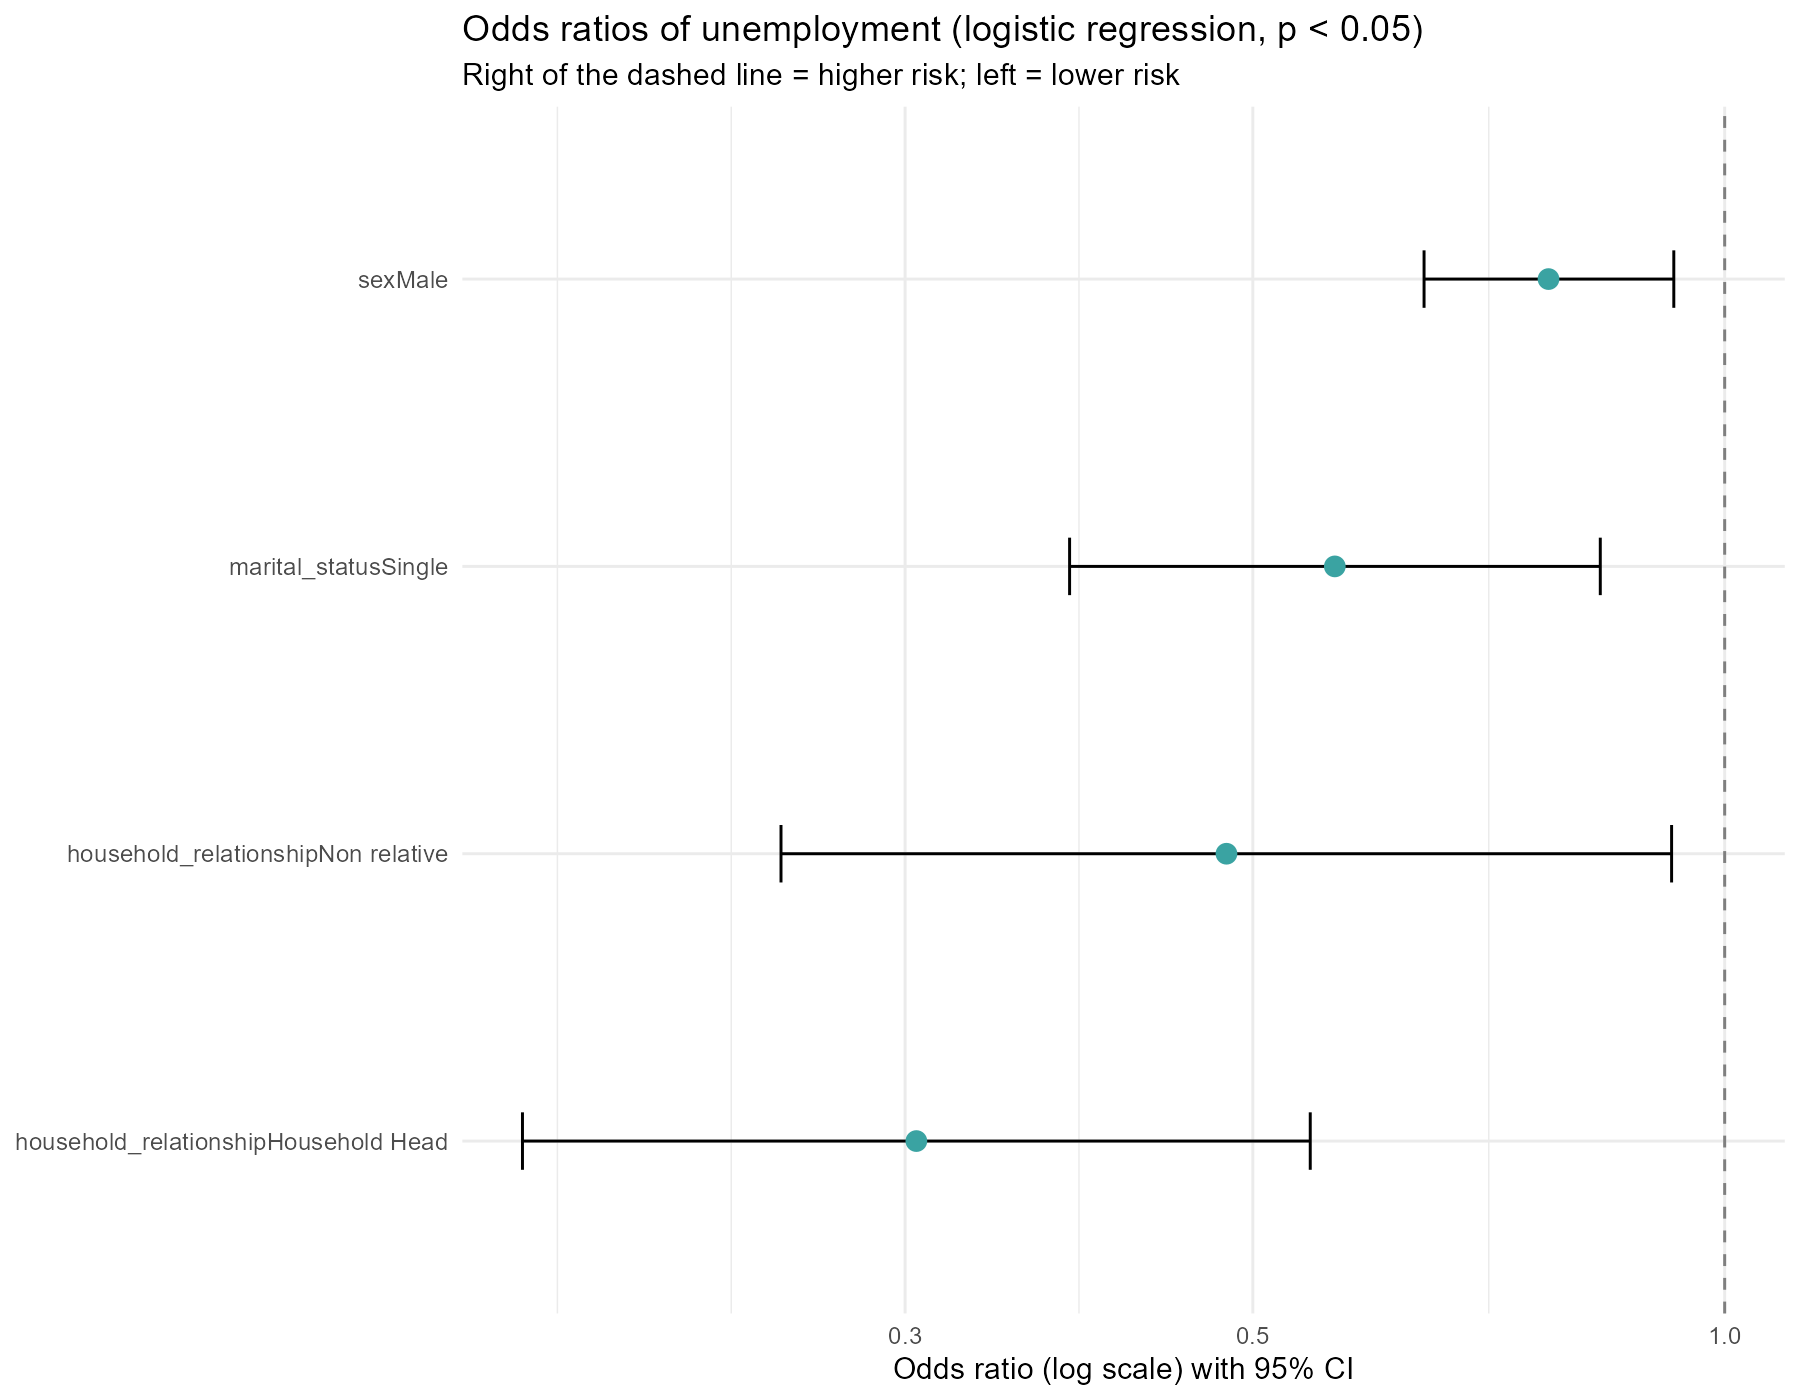 Odds ratios of unemployment (logistic regression, p < 0.05)
Right of the dashed line = higher risk; left = lower risk
sexMale
marital_statusSingle
household_relationshipNon relative
household_relationshipHousehold Head
0.3 0.5 1.0
Odds ratio (log scale) with 95% CI